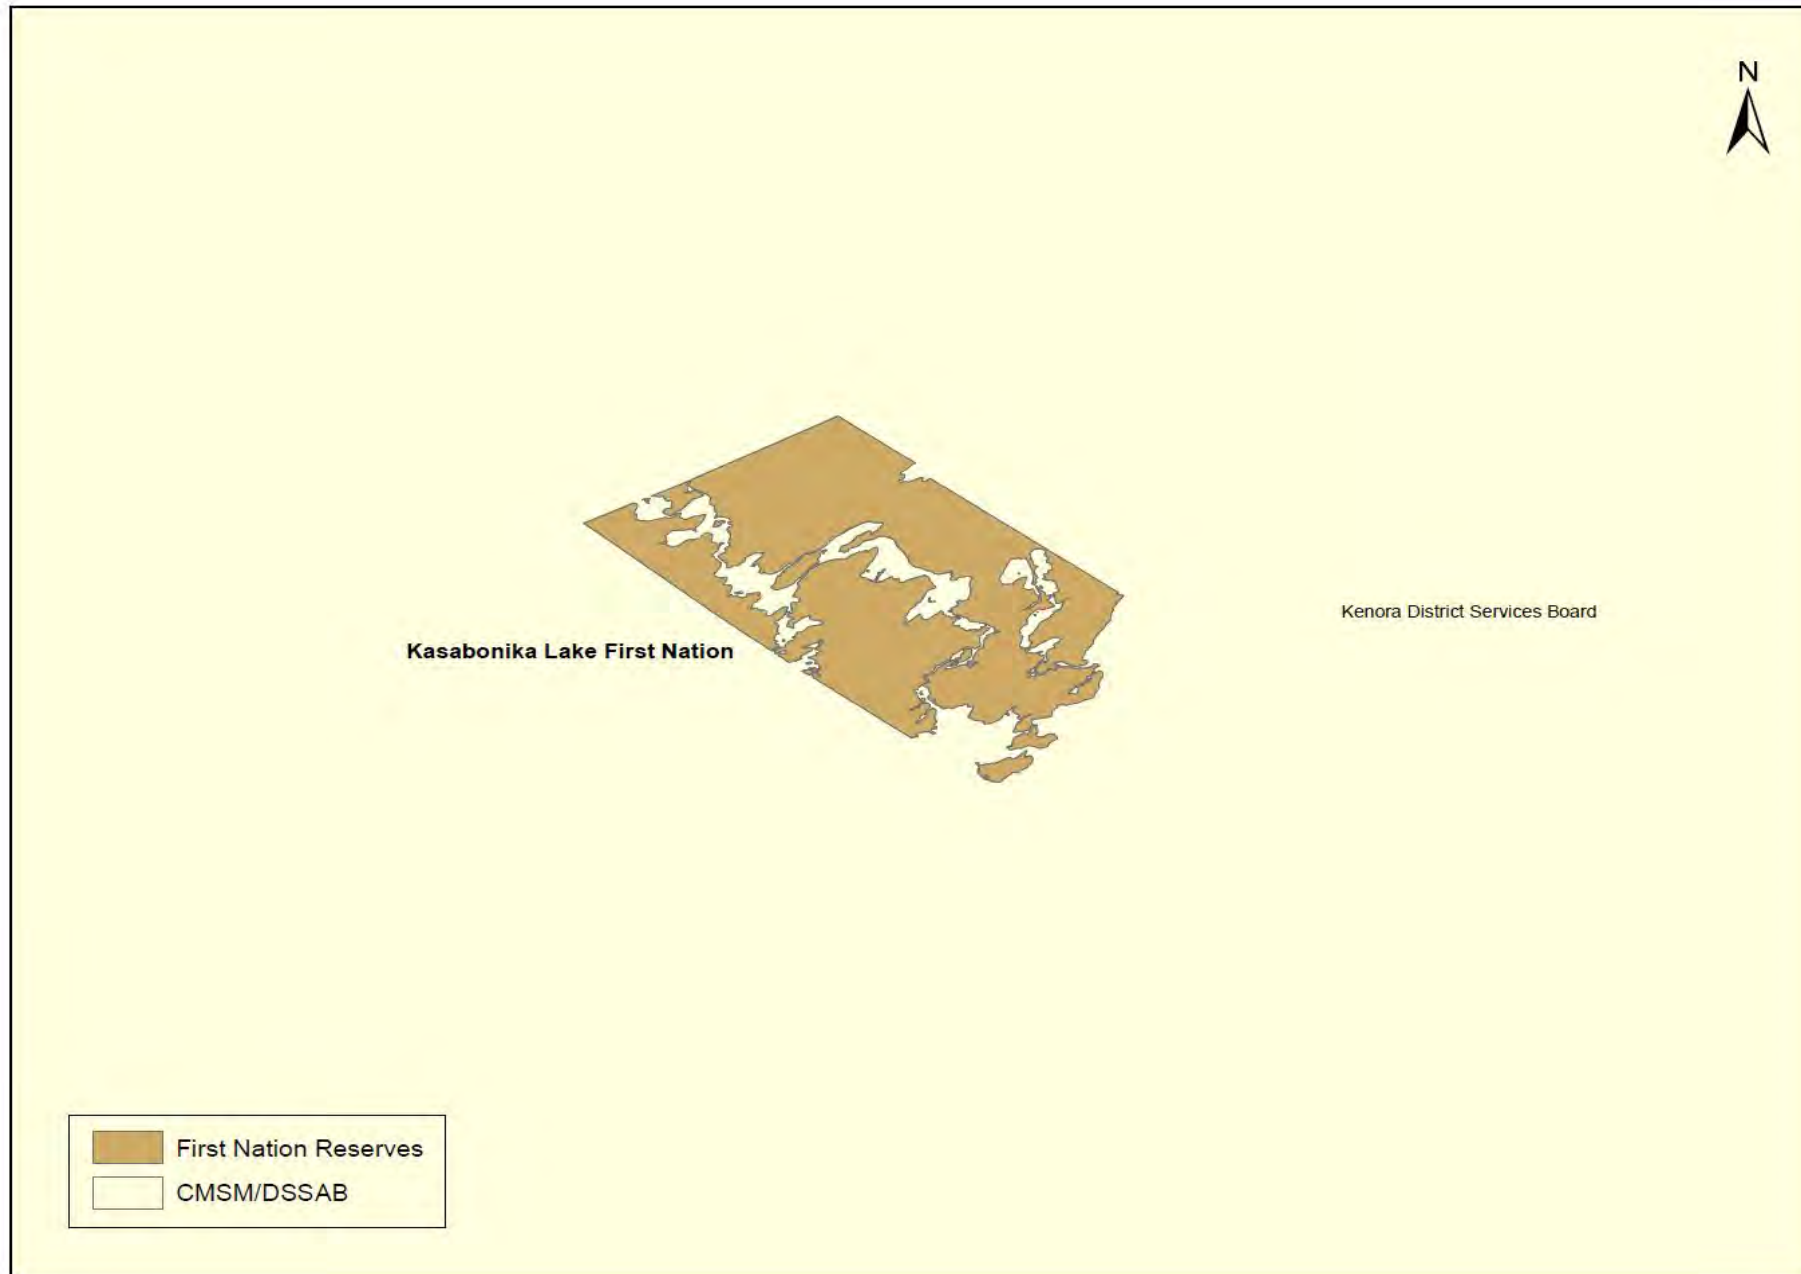 N
Kenora District Services Board
Kasabonika Lake First Nation
First Nation Reserves
CMSM/DSSAB